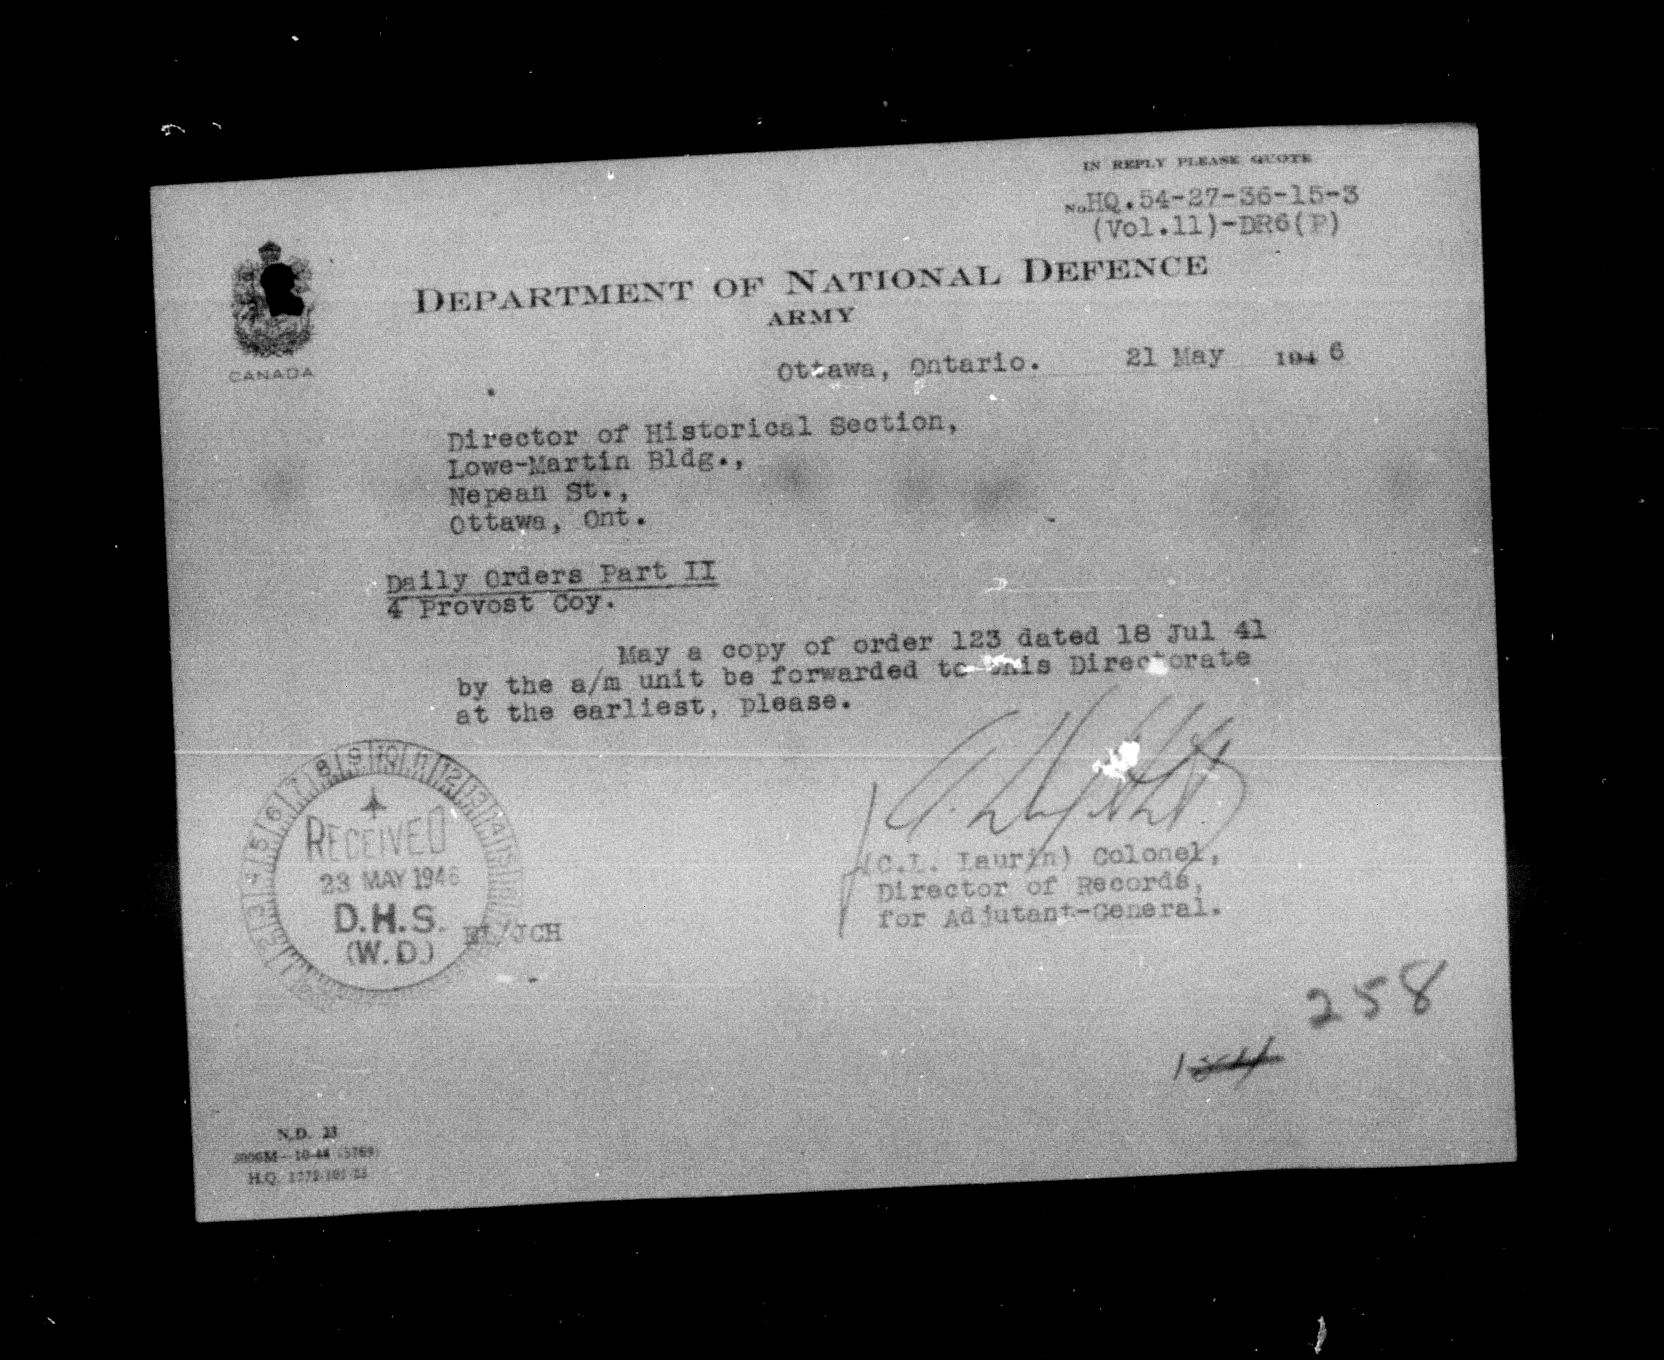 IN REPLY PLEASE QUOTE
No. HQ.54-27-36-15-3
(Vol.11)-DR6(P)
DEPARTMENT OF NATIONAL DEFENCE
ARMY
CANADA
Ottawa, Ontario. 21 May 1946
Director of Historical Section,
Lowe-Martin Bldg.,
Nepean St.,
Ottawa, Ont.
Daily Orders Part II
4 Provost Coy.
May a copy of order 123 dated 18 Jul 41
by the a/m unit be forwarded to this Directorate
at the earliest, please.
(C.L. Laurin) Colonel,
Director of Records,
for Adjutant-General.
RECEIVED
23 MAY 1946
D.H.S.
(W.D.)
/JCH
258
N.D. 23
H.Q.